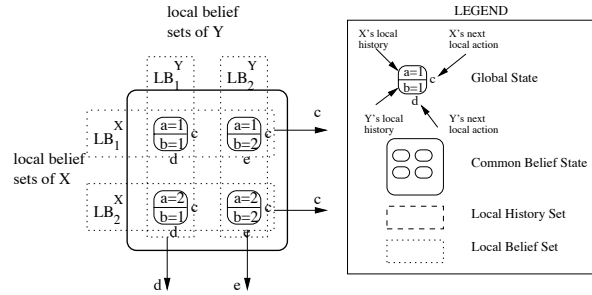 local belief
sets of Y
LB₁ʸ LB₂ʸ
LB₁ˣ
a=1 c
b=1
d
a=1 c
b=2
e
c
local belief
sets of X
LB₂ˣ
a=2 c
b=1
d
a=2 c
b=2
e
c
d e
LEGEND
X's local
history
X's next
local action
a=1 c
b=1
d
Global State
Y's local
history
Y's next
local action
Common Belief State
Local History Set
Local Belief Set